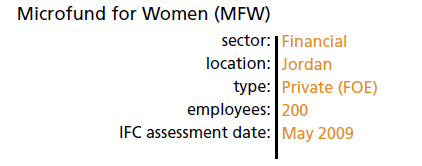 Microfund for Women (MFW)
sector: Financial
location: Jordan
type: Private (FOE)
employees: 200
IFC assessment date: May 2009